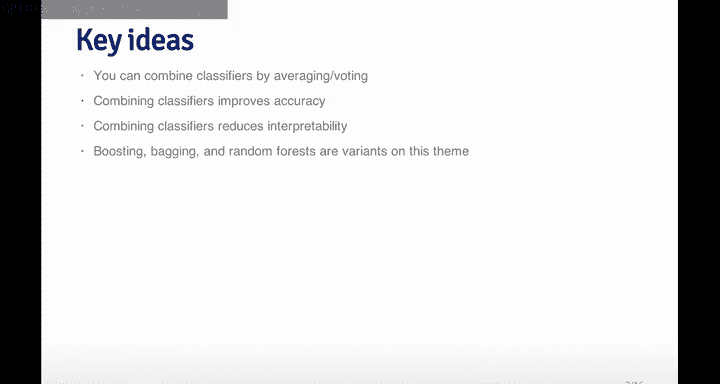 Key ideas
· You can combine classifiers by averaging/voting
· Combining classifiers improves accuracy
· Combining classifiers reduces interpretability
· Boosting, bagging, and random forests are variants on this theme